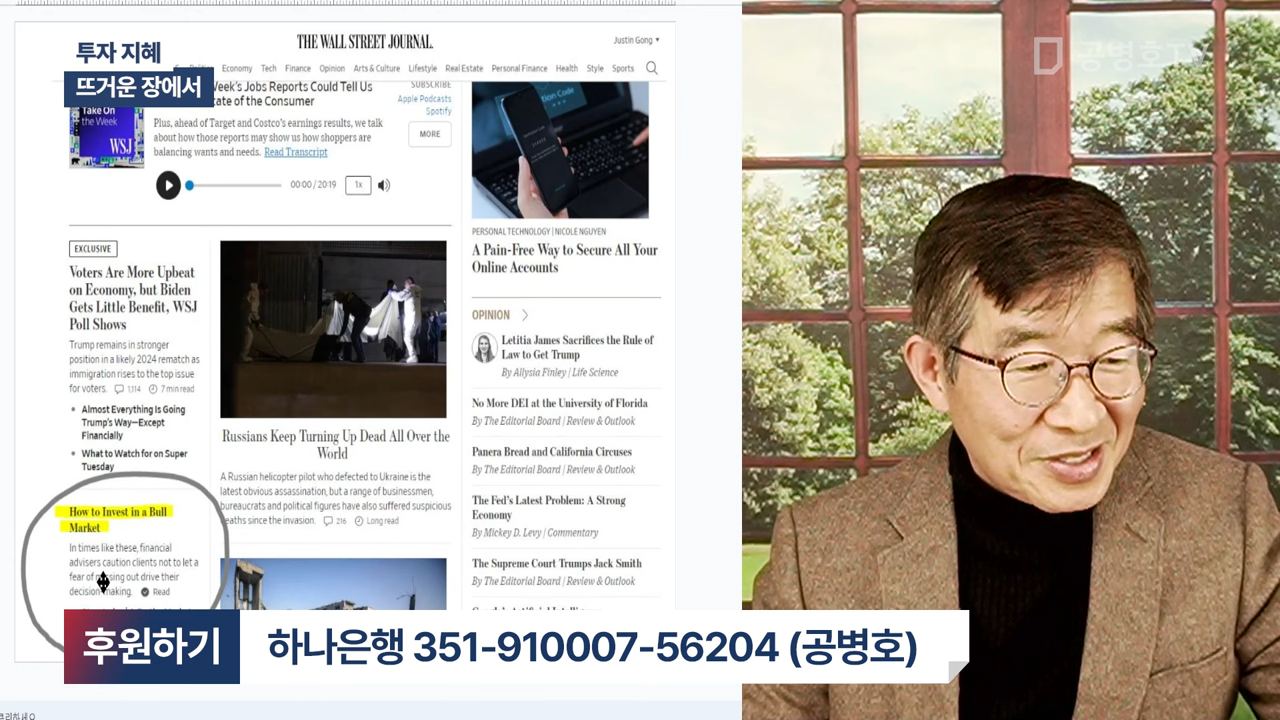 투자 지혜
뜨거운 장에서
THE WALL STREET JOURNAL.
Justin Gong
Economy Tech Finance Opinion Arts & Culture Lifestyle Real Estate Personal Finance Health Style Sports
Week's Jobs Reports Could Tell Us
State of the Consumer
Take On
the Week
WSJ
Plus, ahead of Target and Costco's earnings results, we talk
about how those reports may show us how shoppers are
balancing wants and needs. Read Transcript
SUBSCRIBE
Apple Podcasts
Spotify
MORE
00:00 / 20:19
1x
EXCLUSIVE
Voters Are More Upbeat
on Economy, but Biden
Gets Little Benefit, WSJ
Poll Shows
Trump remains in stronger
position in a likely 2024 rematch as
immigration rises to the top issue
for voters. 1,114 7 min read
• Almost Everything Is Going
Trump's Way—Except
Financially
• What to Watch for on Super
Tuesday
How to Invest in a Bull
Market
In times like these, financial
advisers caution clients not to let a
fear of missing out drive their
decision making. Read
Russians Keep Turning Up Dead All Over the
World
A Russian helicopter pilot who defected to Ukraine is the
latest obvious assassination, but a range of businessmen,
bureaucrats and political figures have also suffered suspicious
deaths since the invasion. 216 Long read
PERSONAL TECHNOLOGY | NICOLE NGUYEN
A Pain-Free Way to Secure All Your
Online Accounts
OPINION
Letitia James Sacrifices the Rule of
Law to Get Trump
By Allysia Finley / Life Science
No More DEI at the University of Florida
By The Editorial Board / Review & Outlook
Panera Bread and California Circuses
By The Editorial Board / Review & Outlook
The Fed's Latest Problem: A Strong
Economy
By Mickey D. Levy / Commentary
The Supreme Court Trumps Jack Smith
By The Editorial Board / Review & Outlook
공병호TV
후원하기
하나은행 351-910007-56204 (공병호)